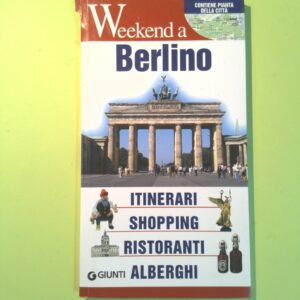 CONTIENE PIANTA
DELLA CITTÀ
Weekend a
Berlino
ITINERARI
SHOPPING
RISTORANTI
ALBERGHI
GIUNTI